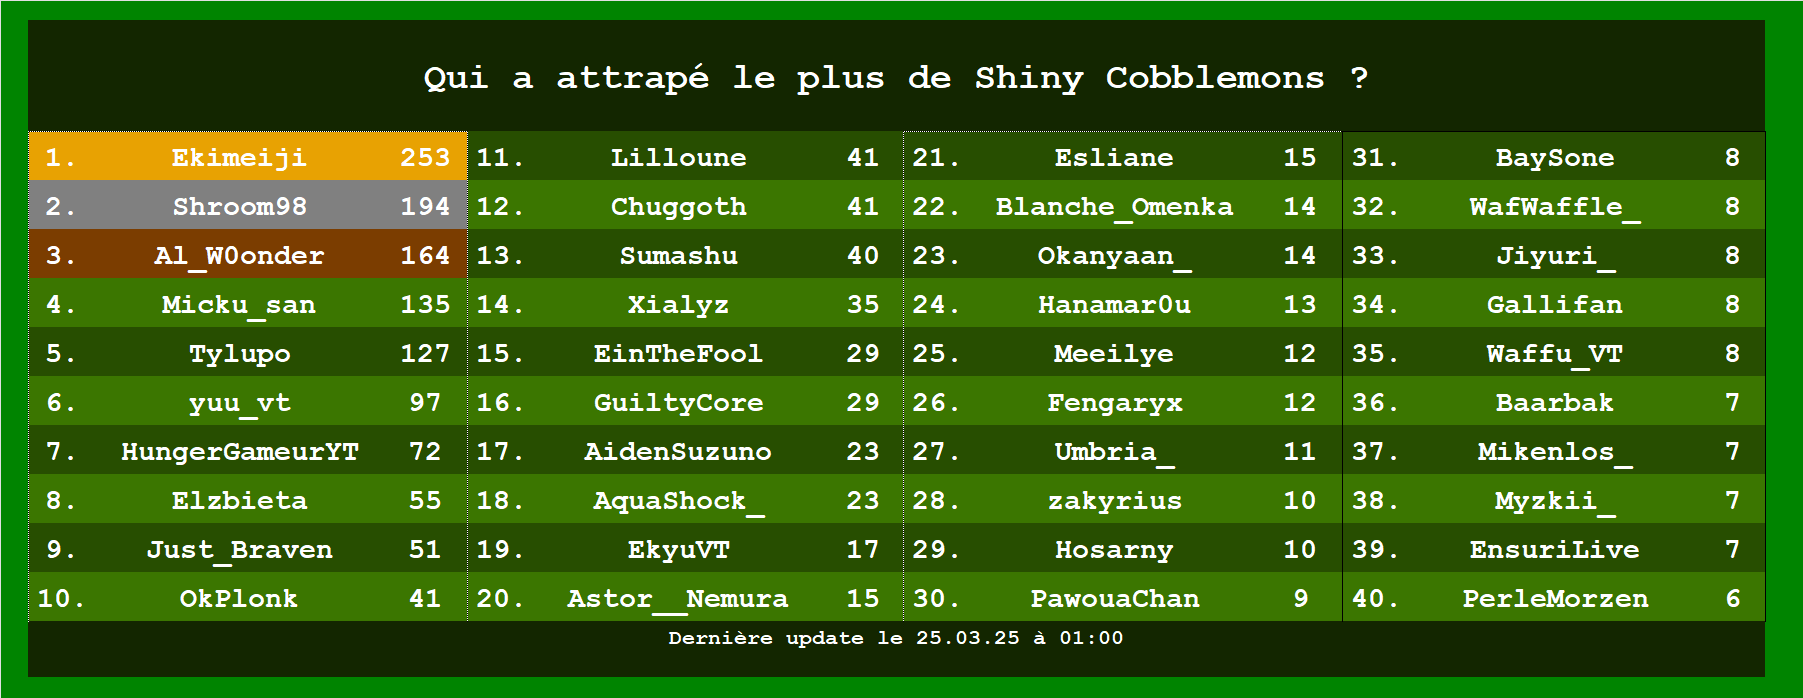 Qui a attrapé le plus de Shiny Cobblemons ?
1. Ekimeiji 253
2. Shroom98 194
3. Al_W0onder 164
4. Micku_san 135
5. Tylupo 127
6. yuu_vt 97
7. HungerGameurYT 72
8. Elzbieta 55
9. Just_Braven 51
10. OkPlonk 41
11. Lilloune 41
12. Chuggoth 41
13. Sumashu 40
14. Xialyz 35
15. EinTheFool 29
16. GuiltyCore 29
17. AidenSuzuno 23
18. AquaShock_ 23
19. EkyuVT 17
20. Astor__Nemura 15
21. Esliane 15
22. Blanche_Omenka 14
23. Okanyaan_ 14
24. Hanamar0u 13
25. Meeilye 12
26. Fengaryx 12
27. Umbria_ 11
28. zakyrius 10
29. Hosarny 10
30. PawouaChan 9
31. BaySone 8
32. WafWaffle_ 8
33. Jiyuri_ 8
34. Gallifan 8
35. Waffu_VT 8
36. Baarbak 7
37. Mikenlos_ 7
38. Myzkii_ 7
39. EnsuriLive 7
40. PerleMorzen 6
Dernière update le 25.03.25 à 01:00